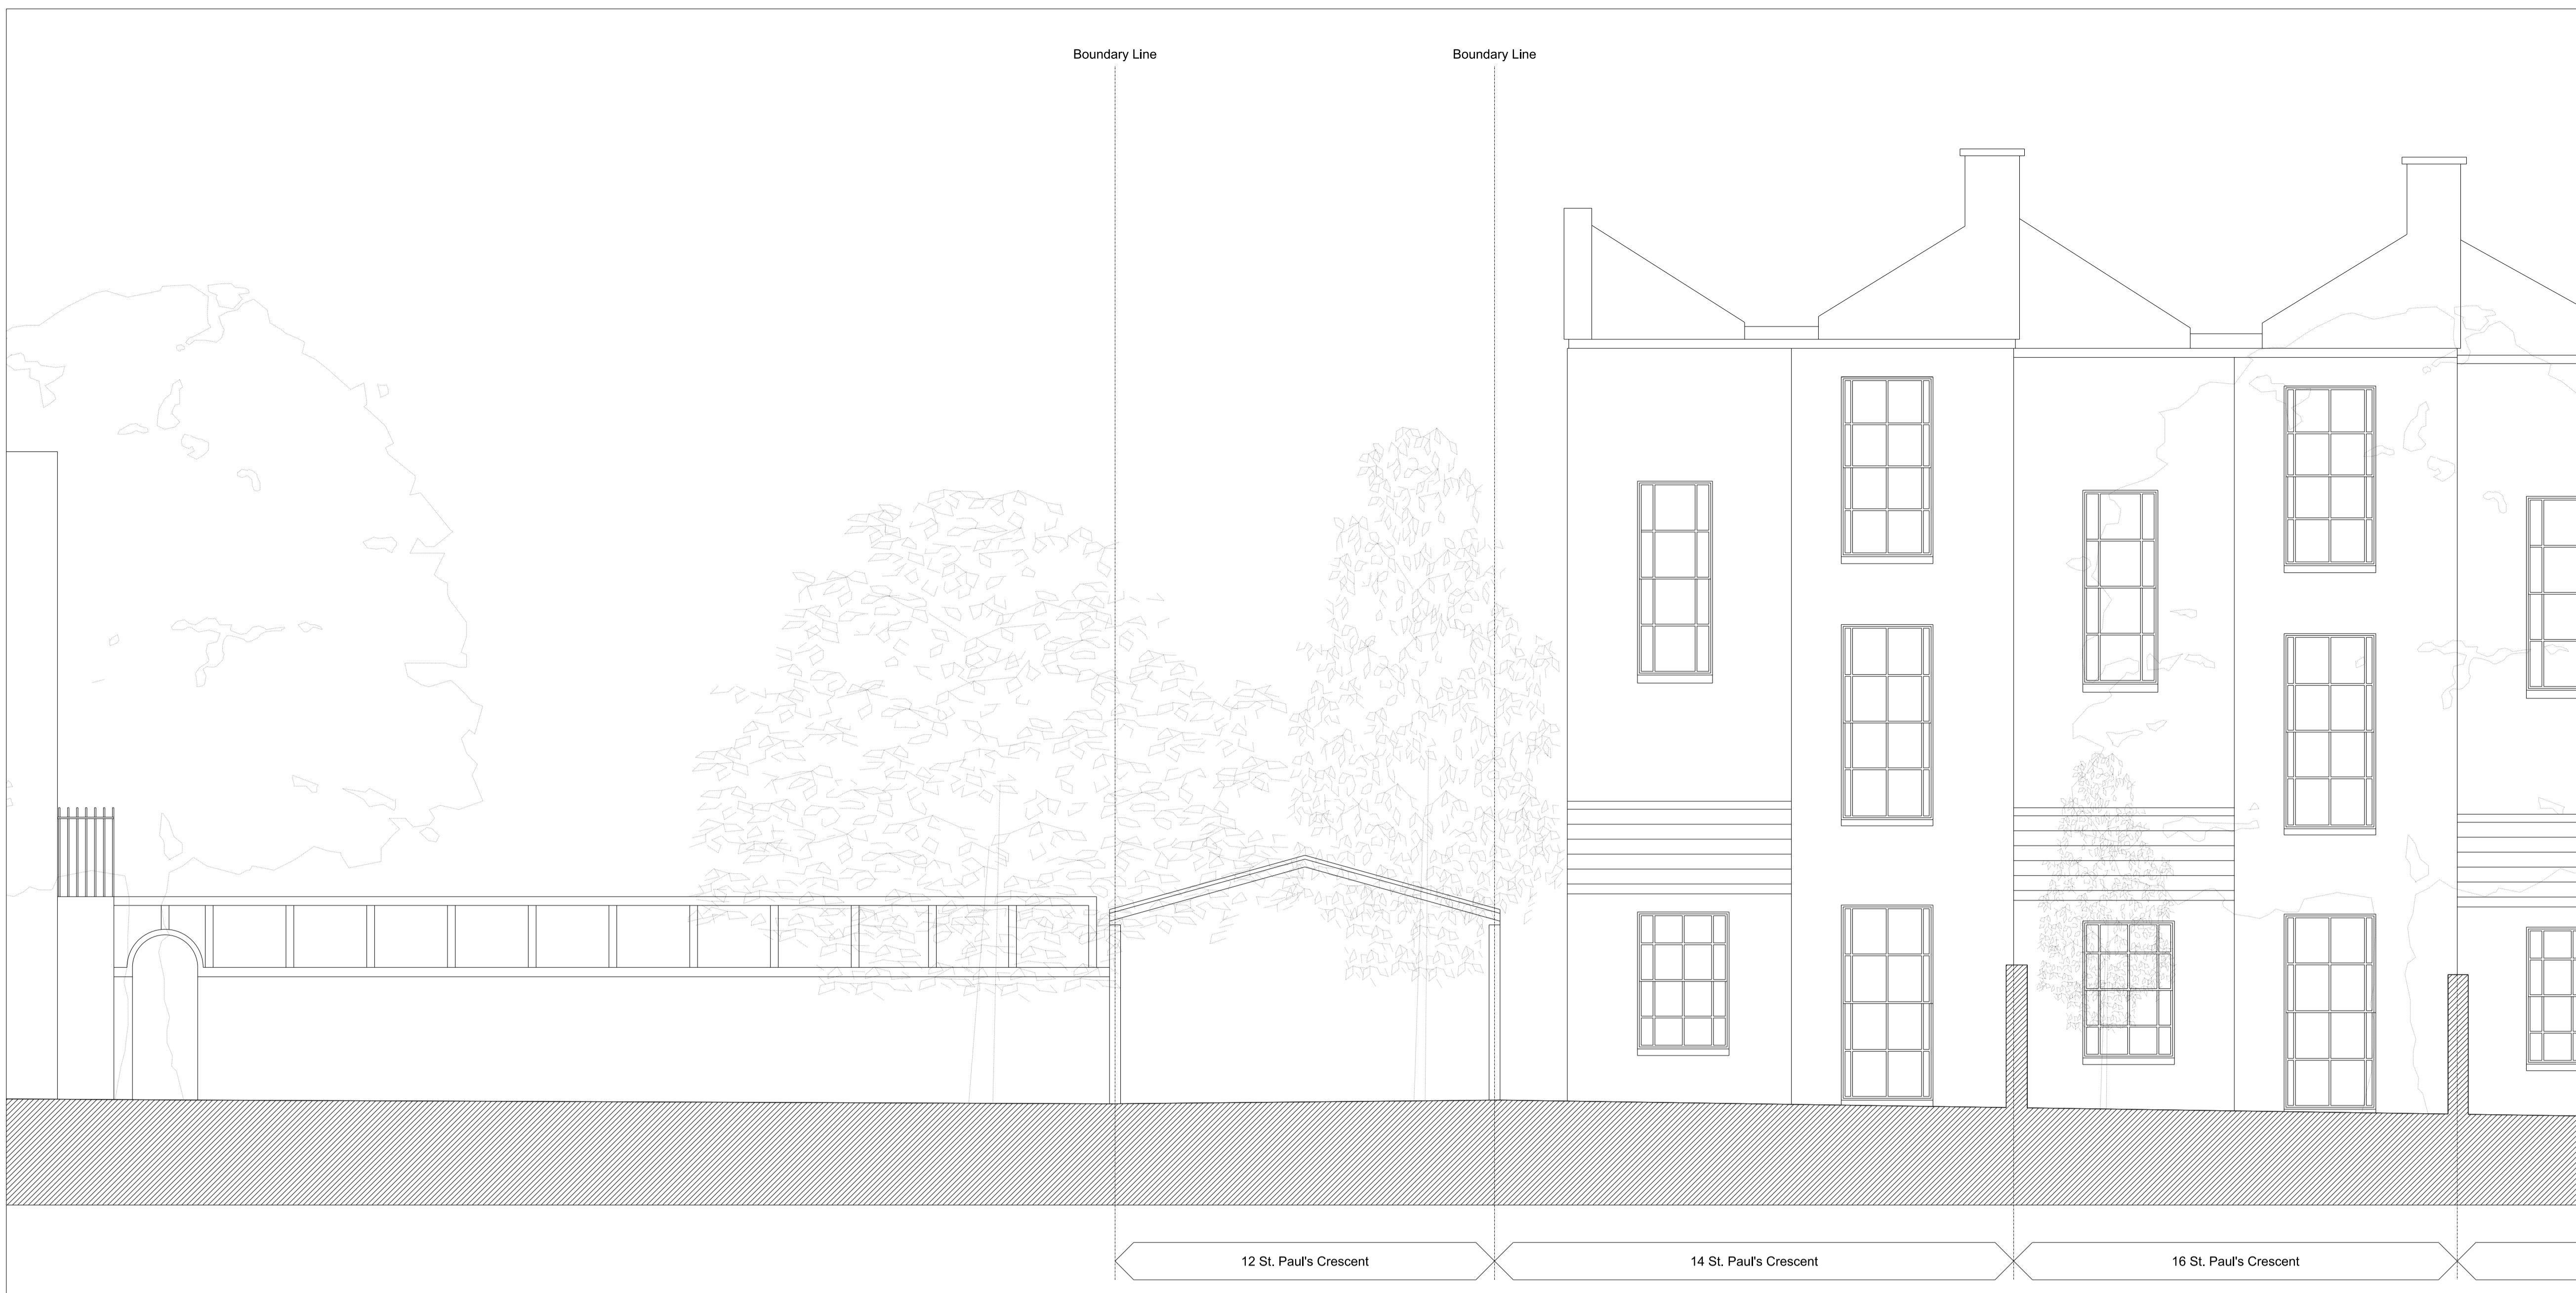 Boundary Line
Boundary Line
12 St. Paul's Crescent
14 St. Paul's Crescent
16 St. Paul's Crescent